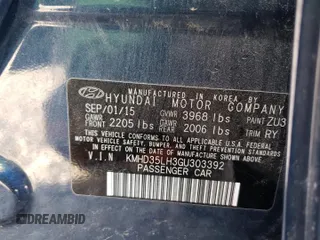 MANUFACTURED IN KOREA
HYUNDAI MOTOR COMPANY
SEP/01/15 GVWR 3968 lbs PAINT ZU3
GAWR FRONT 2205 lbs GAWR REAR 2006 lbs TRIM RY
THIS VEHICLE CONFORMS TO ALL APPLICABLE U.S. FEDERAL
MOTOR VEHICLE SAFETY, BUMPER, AND THEFT PREVENTION
STANDARDS IN EFFECT ON THE DATE OF MANUFACTURE
SHOWN ABOVE.
V.I.N KMHD35LH3GU303392
PASSENGER CAR
DREAMBID